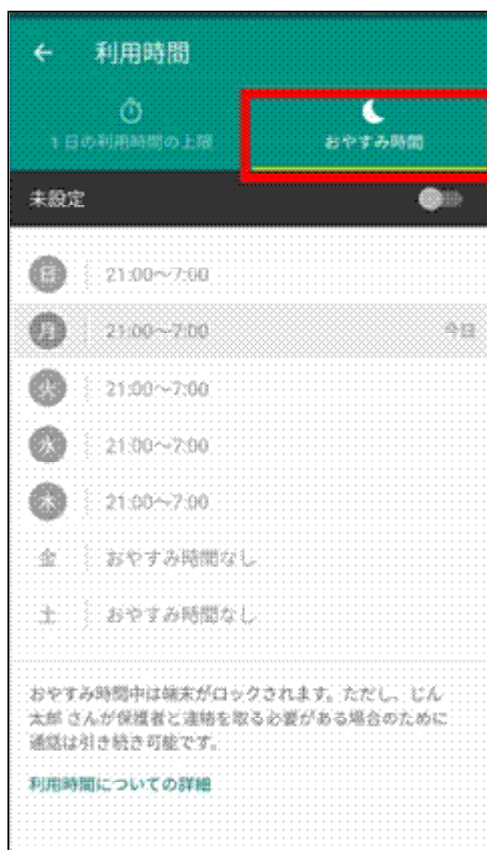 ← 利用時間
1 日の利用時間の上限
おやすみ時間
未設定
日 21:00～7:00
月 21:00～7:00 今日
火 21:00～7:00
水 21:00～7:00
木 21:00～7:00
金 おやすみ時間なし
土 おやすみ時間なし
おやすみ時間中は端末がロックされます。ただし、じん
太郎 さんが保護者と連絡を取る必要がある場合のために
通話は引き続き可能です。
利用時間についての詳細